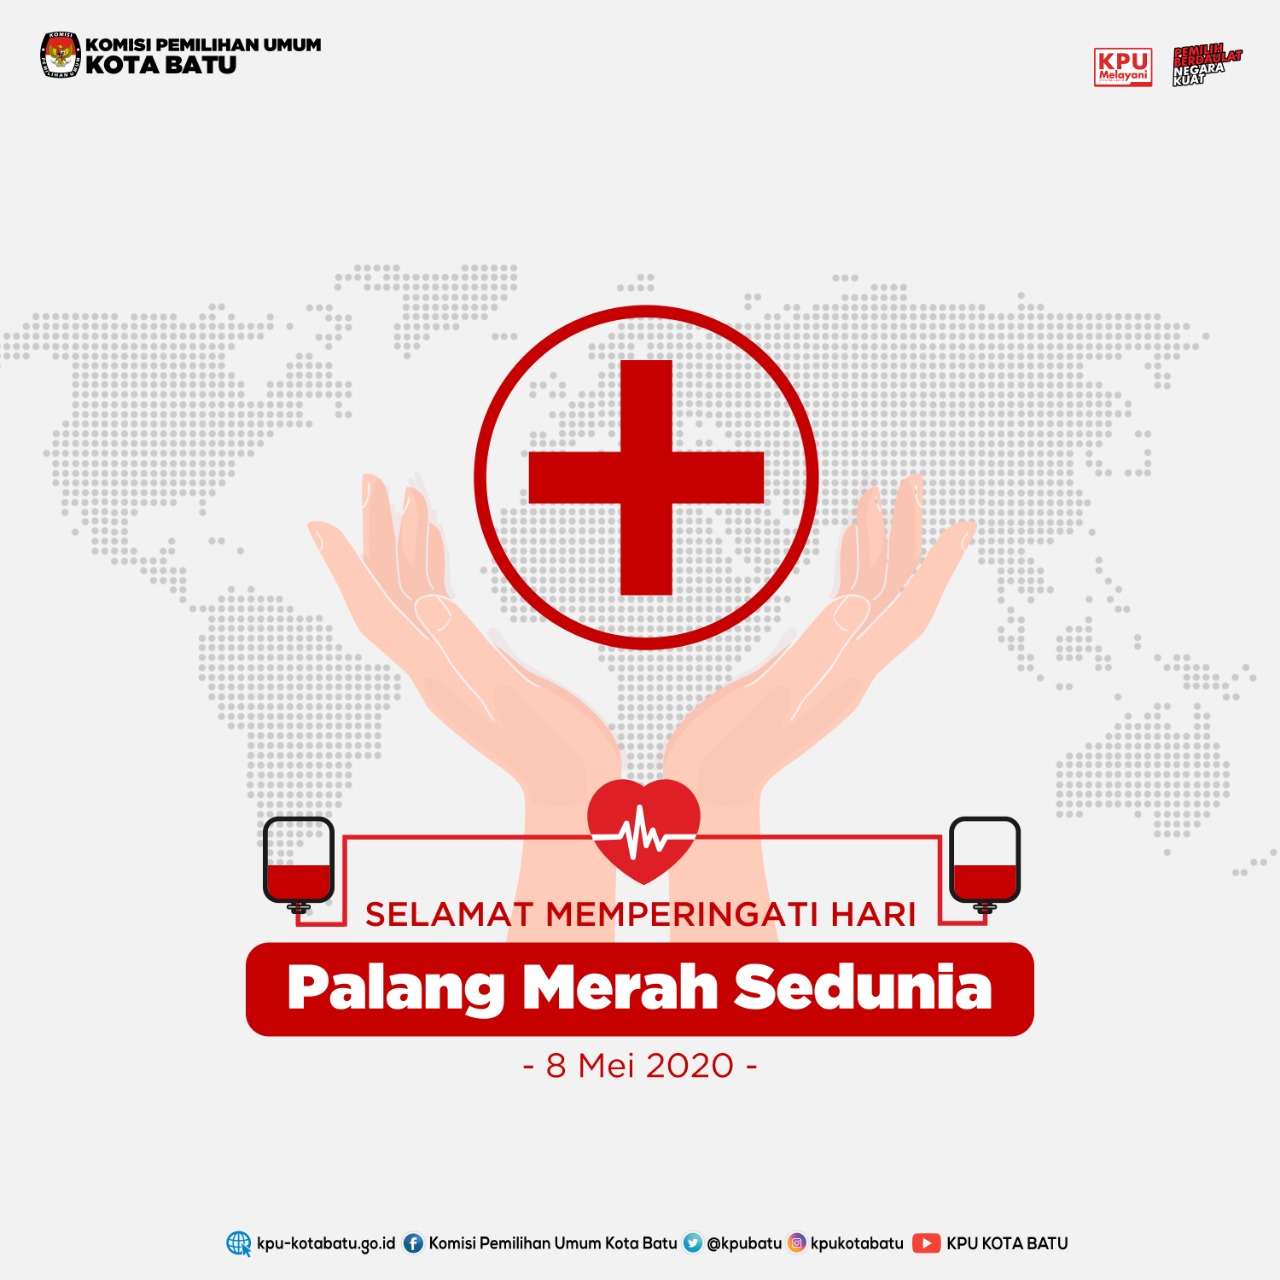 KOMISI PEMILIHAN UMUM
KOTA BATU
KPU
Melayani
PEMILIH
BERDAULAT
NEGARA
KUAT
SELAMAT MEMPERINGATI HARI
Palang Merah Sedunia
- 8 Mei 2020 -
kpu-kotabatu.go.id Komisi Pemilihan Umum Kota Batu @kpubatu kpukotabatu KPU KOTA BATU